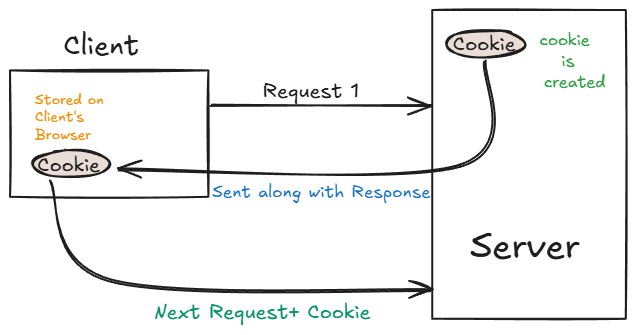 Client
Cookie
cookie
is
created
Request 1
Stored on
Client's
Browser
Cookie
Sent along with Response
Server
Next Request+ Cookie